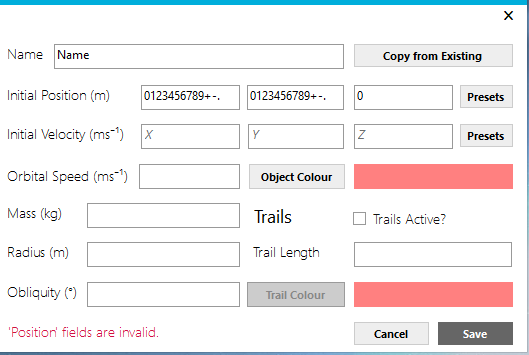 Name Name Copy from Existing
Initial Position (m) 0123456789+-. 0123456789+-. 0 Presets
Initial Velocity (ms⁻¹) X Y Z Presets
Orbital Speed (ms⁻¹) Object Colour
Mass (kg) Trails Trails Active?
Radius (m) Trail Length
Obliquity (°) Trail Colour
'Position' fields are invalid. Cancel Save